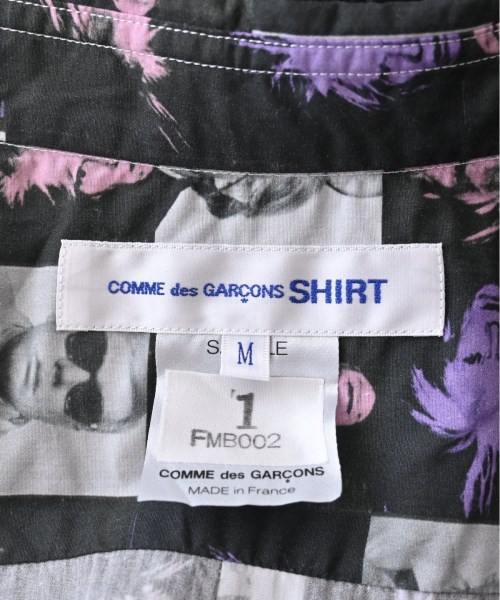 COMME des GARÇONS SHIRT
M
1
FMB002
COMME des GARÇONS
MADE in France